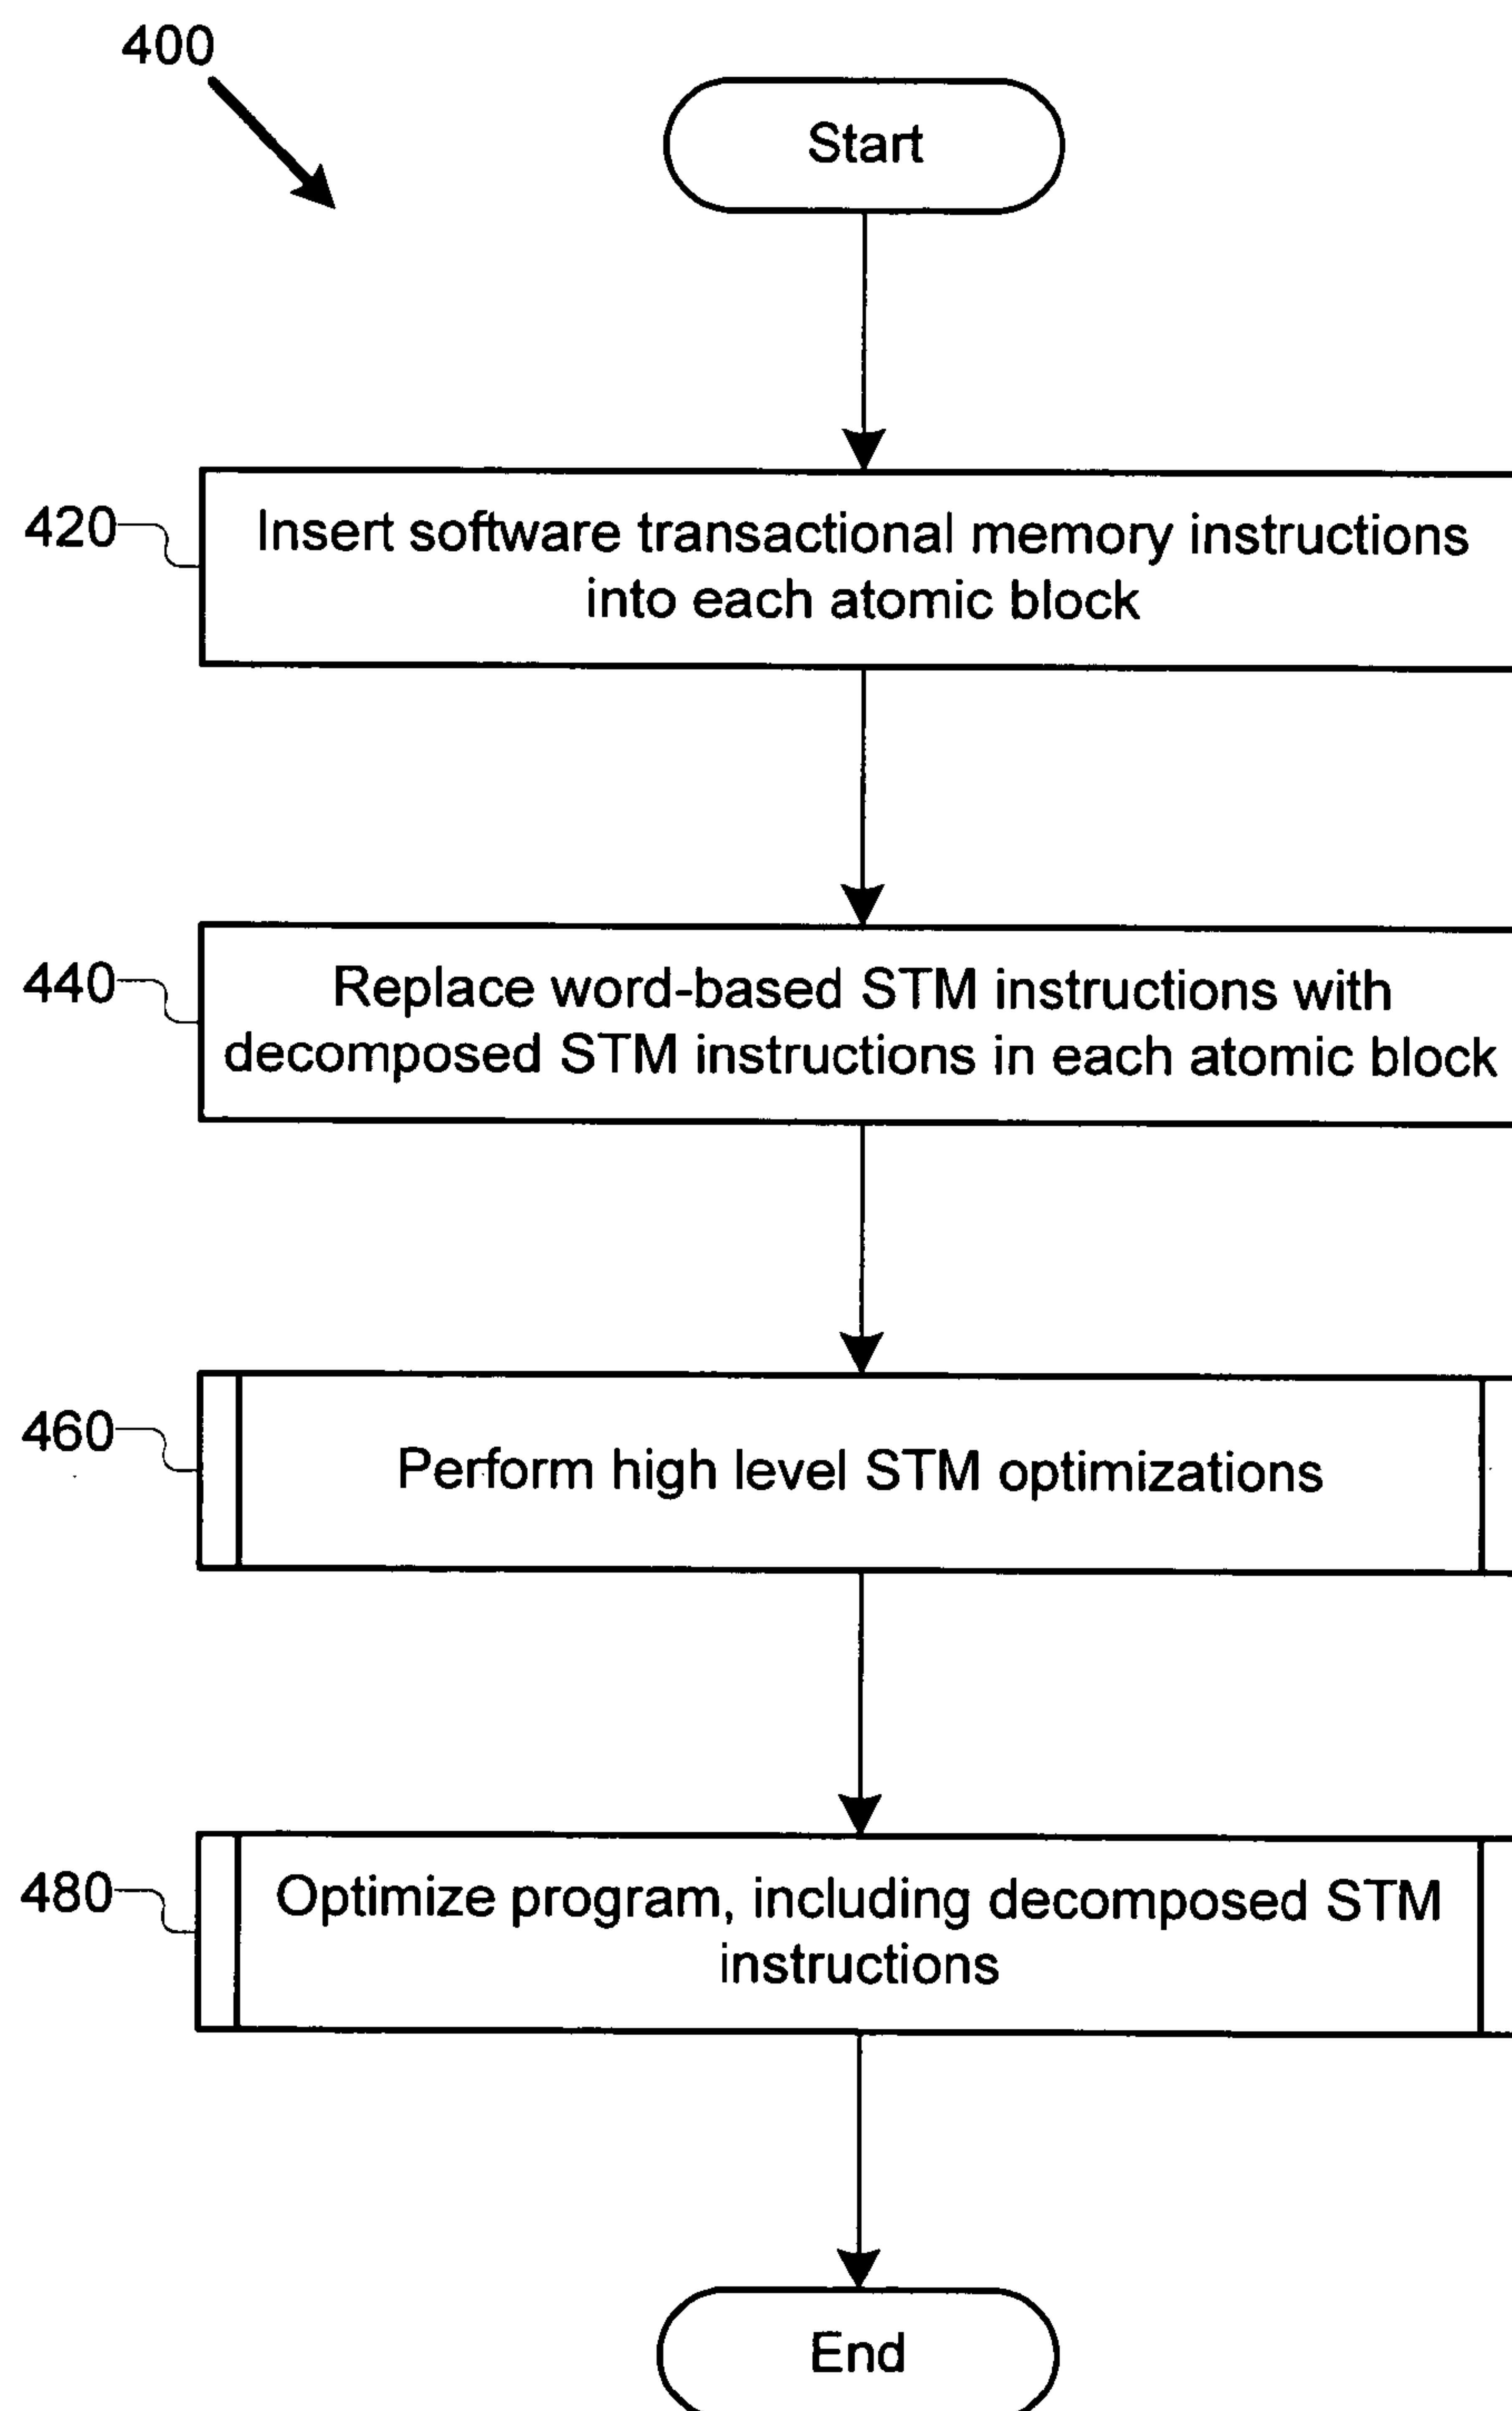 400
Start
420
Insert software transactional memory instructions
into each atomic block
440
Replace word-based STM instructions with
decomposed STM instructions in each atomic block
460
Perform high level STM optimizations
480
Optimize program, including decomposed STM
instructions
End